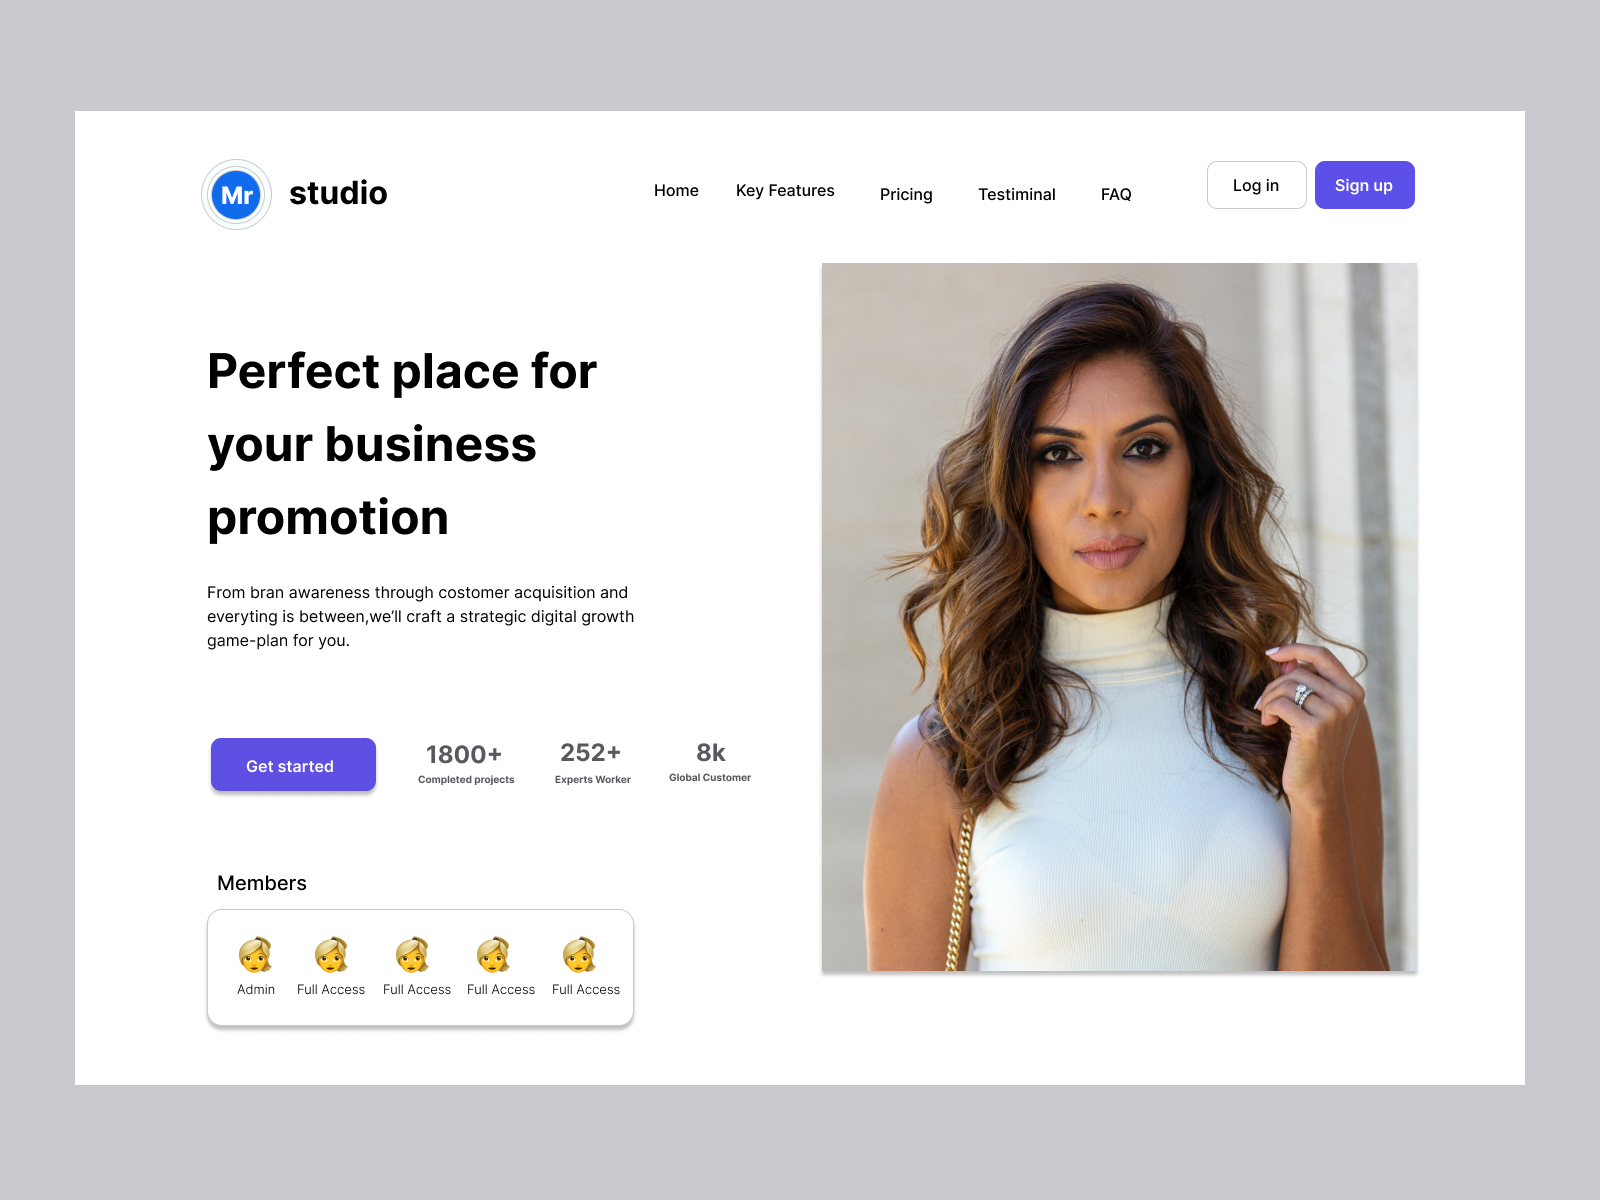 Mr studio
Home Key Features Pricing Testiminal FAQ Log in Sign up
Perfect place for
your business
promotion
From bran awareness through costomer acquisition and
everyting is between,we’ll craft a strategic digital growth
game-plan for you.
Get started
1800+ 252+ 8k
Completed projects Experts Worker Global Customer
Members
Admin Full Access Full Access Full Access Full Access